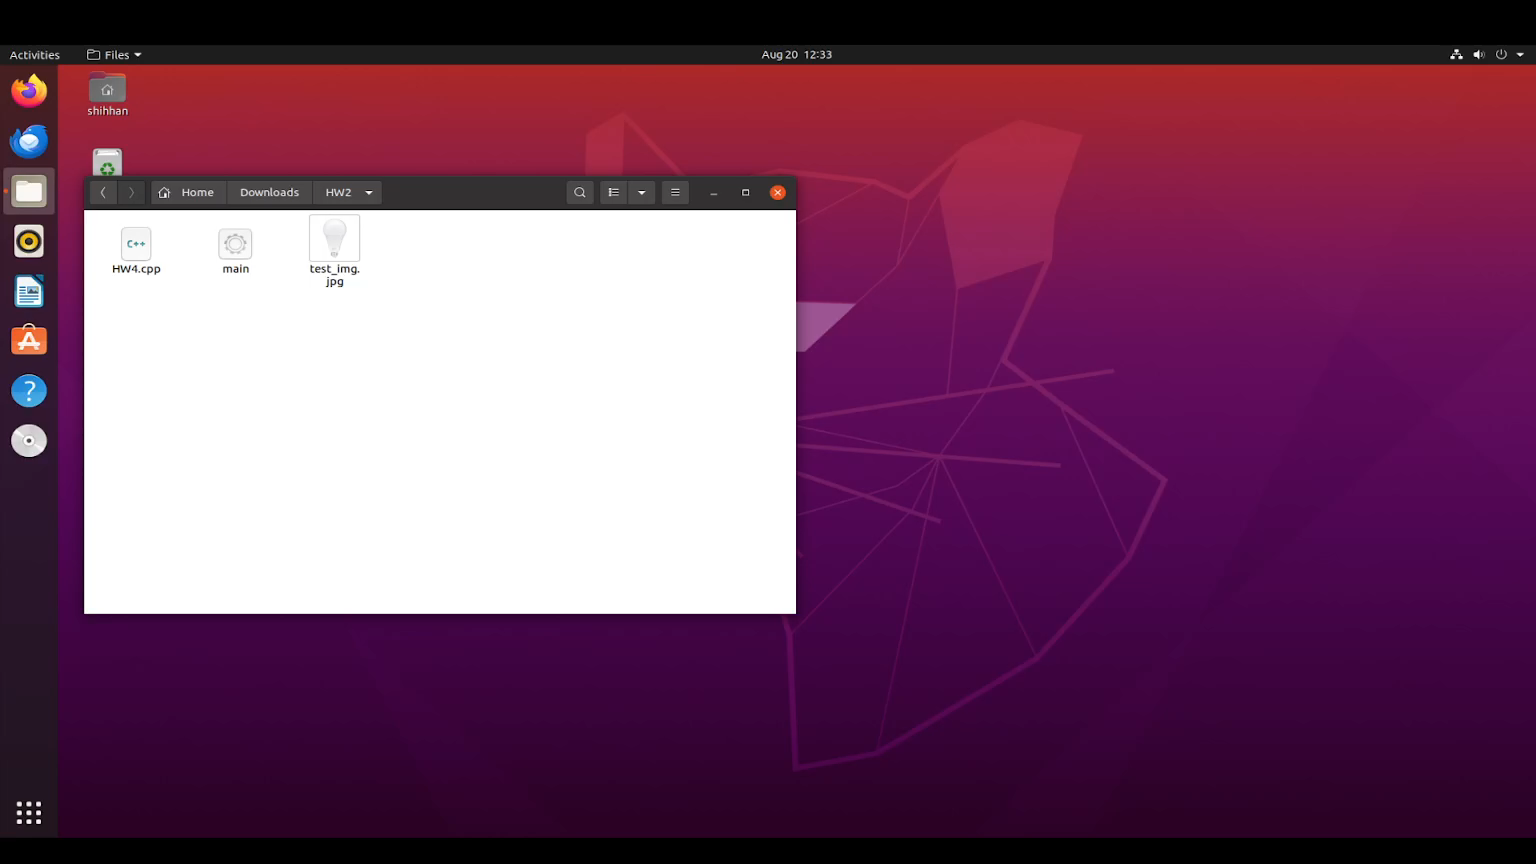 Activities
Files
Aug 20 12:33
shihhan
Home
Downloads
HW2
C++
HW4.cpp
main
test_img.
jpg
?